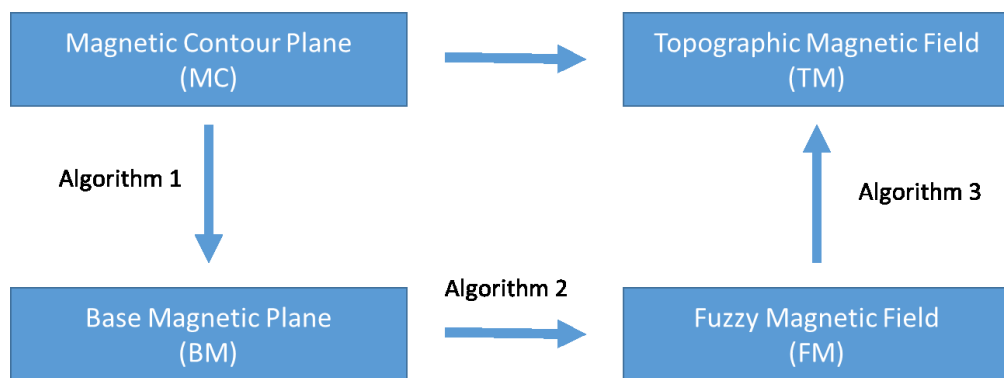 Magnetic Contour Plane
(MC)
Topographic Magnetic Field
(TM)
Algorithm 1
Algorithm 3
Algorithm 2
Base Magnetic Plane
(BM)
Fuzzy Magnetic Field
(FM)